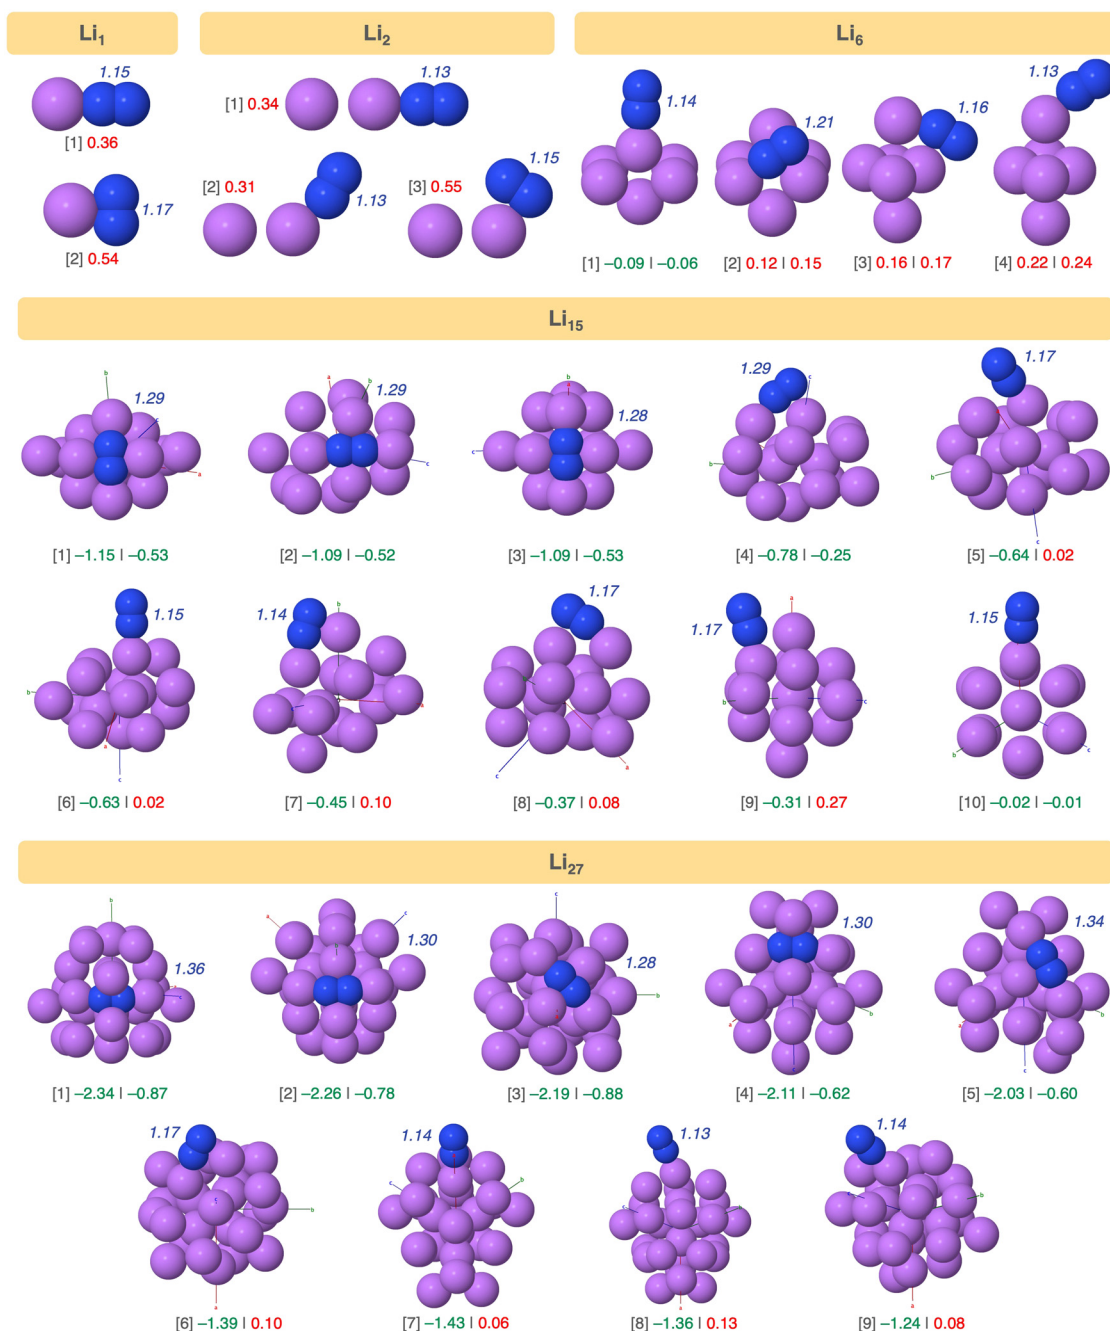 Li₁ Li₂ Li₆
1.15 1.13 1.14 1.21 1.16 1.13
[1] 0.36 [1] 0.34
1.17 1.13 1.15
[2] 0.54 [2] 0.31 [3] 0.55
[1] −0.09 | −0.06 [2] 0.12 | 0.15 [3] 0.16 | 0.17 [4] 0.22 | 0.24
Li₁₅
1.29 1.29 1.28 1.29 1.17
[1] −1.15 | −0.53 [2] −1.09 | −0.52 [3] −1.09 | −0.53 [4] −0.78 | −0.25 [5] −0.64 | 0.02
1.15 1.14 1.17 1.17 1.15
[6] −0.63 | 0.02 [7] −0.45 | 0.10 [8] −0.37 | 0.08 [9] −0.31 | 0.27 [10] −0.02 | −0.01
Li₂₇
1.36 1.30 1.28 1.30 1.34
[1] −2.34 | −0.87 [2] −2.26 | −0.78 [3] −2.19 | −0.88 [4] −2.11 | −0.62 [5] −2.03 | −0.60
1.17 1.14 1.13 1.14
[6] −1.39 | 0.10 [7] −1.43 | 0.06 [8] −1.36 | 0.13 [9] −1.24 | 0.08